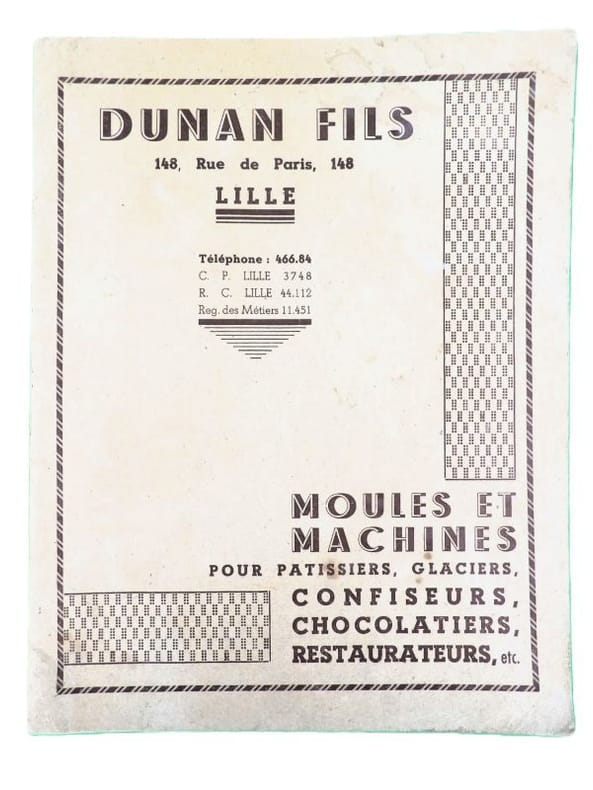 DUNAN FILS
148, Rue de Paris, 148
LILLE
Téléphone : 466.84
C. P. LILLE 3748
R. C. LILLE 44.112
Reg. des Métiers 11.451
MOULES ET
MACHINES
POUR PATISSIERS, GLACIERS,
CONFISEURS,
CHOCOLATIERS,
RESTAURATEURS, etc.